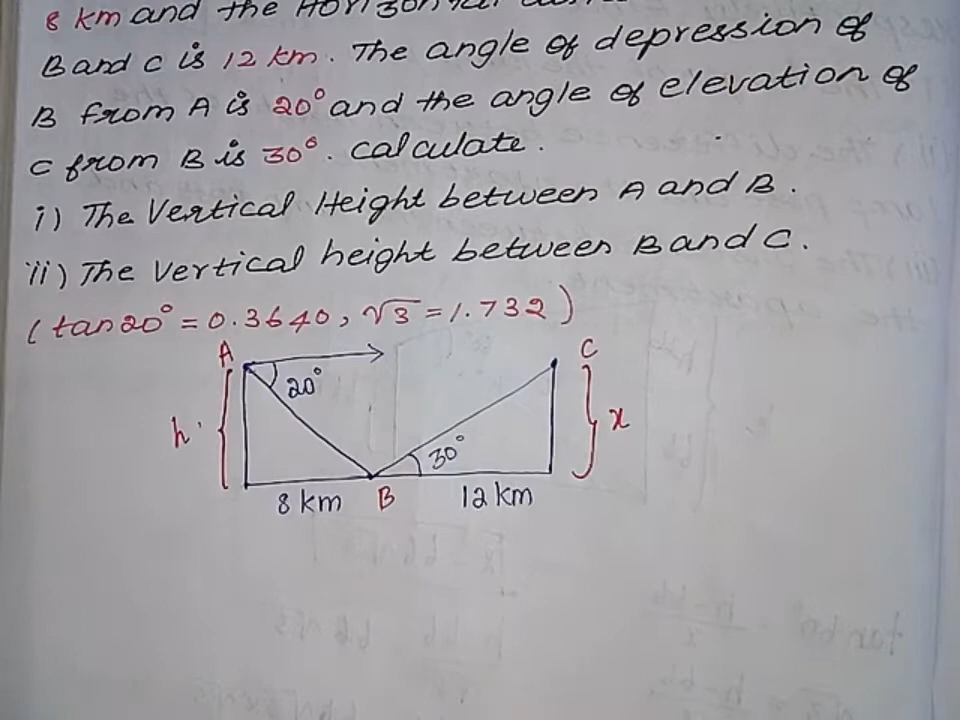 8 km and the Horizontal
B and C is 12 km. The angle of depression of
B from A is 20° and the angle of elevation of
C from B is 30°. calculate.
i) The Vertical Height between A and B.
ii) The Vertical height between B and C.
(tan20° = 0.3640, √3 = 1.732)
A C
20°
h x
30°
8 km B 12 km